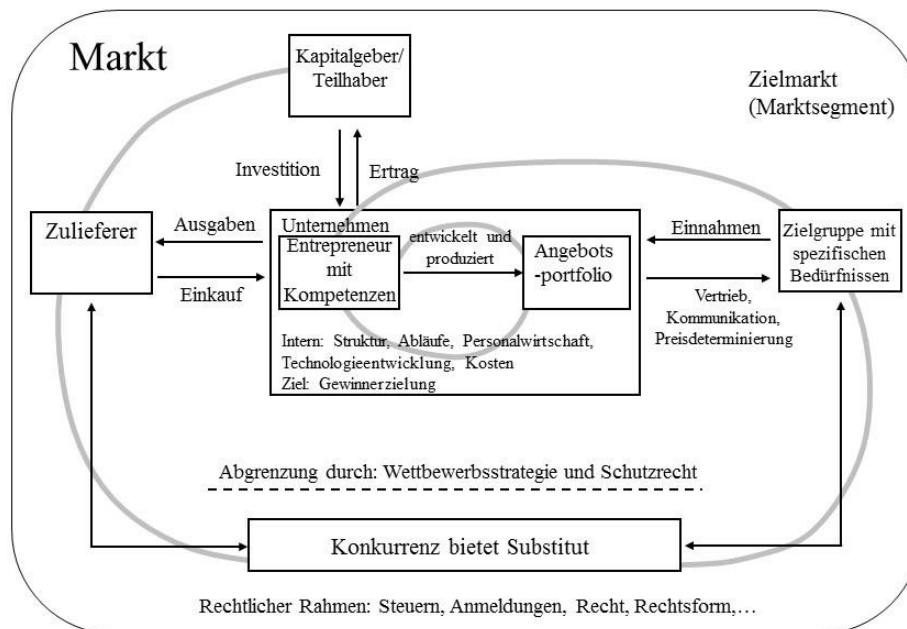 Markt
Kapitalgeber/
Teilhaber
Zielmarkt
(Marktsegment)
Investition
Ertrag
Zulieferer
Ausgaben
Einkauf
Unternehmen
Entrepreneur
mit
Kompetenzen
entwickelt und
produziert
Angebots
-portfolio
Intern: Struktur, Abläufe, Personalwirtschaft,
Technologieentwicklung, Kosten
Ziel: Gewinnerzielung
Einnahmen
Vertrieb,
Kommunikation,
Preisdeterminierung
Zielgruppe mit
spezifischen
Bedürfnissen
Abgrenzung durch: Wettbewerbsstrategie und Schutzrecht
Konkurrenz bietet Substitut
Rechtlicher Rahmen: Steuern, Anmeldungen, Recht, Rechtsform,…